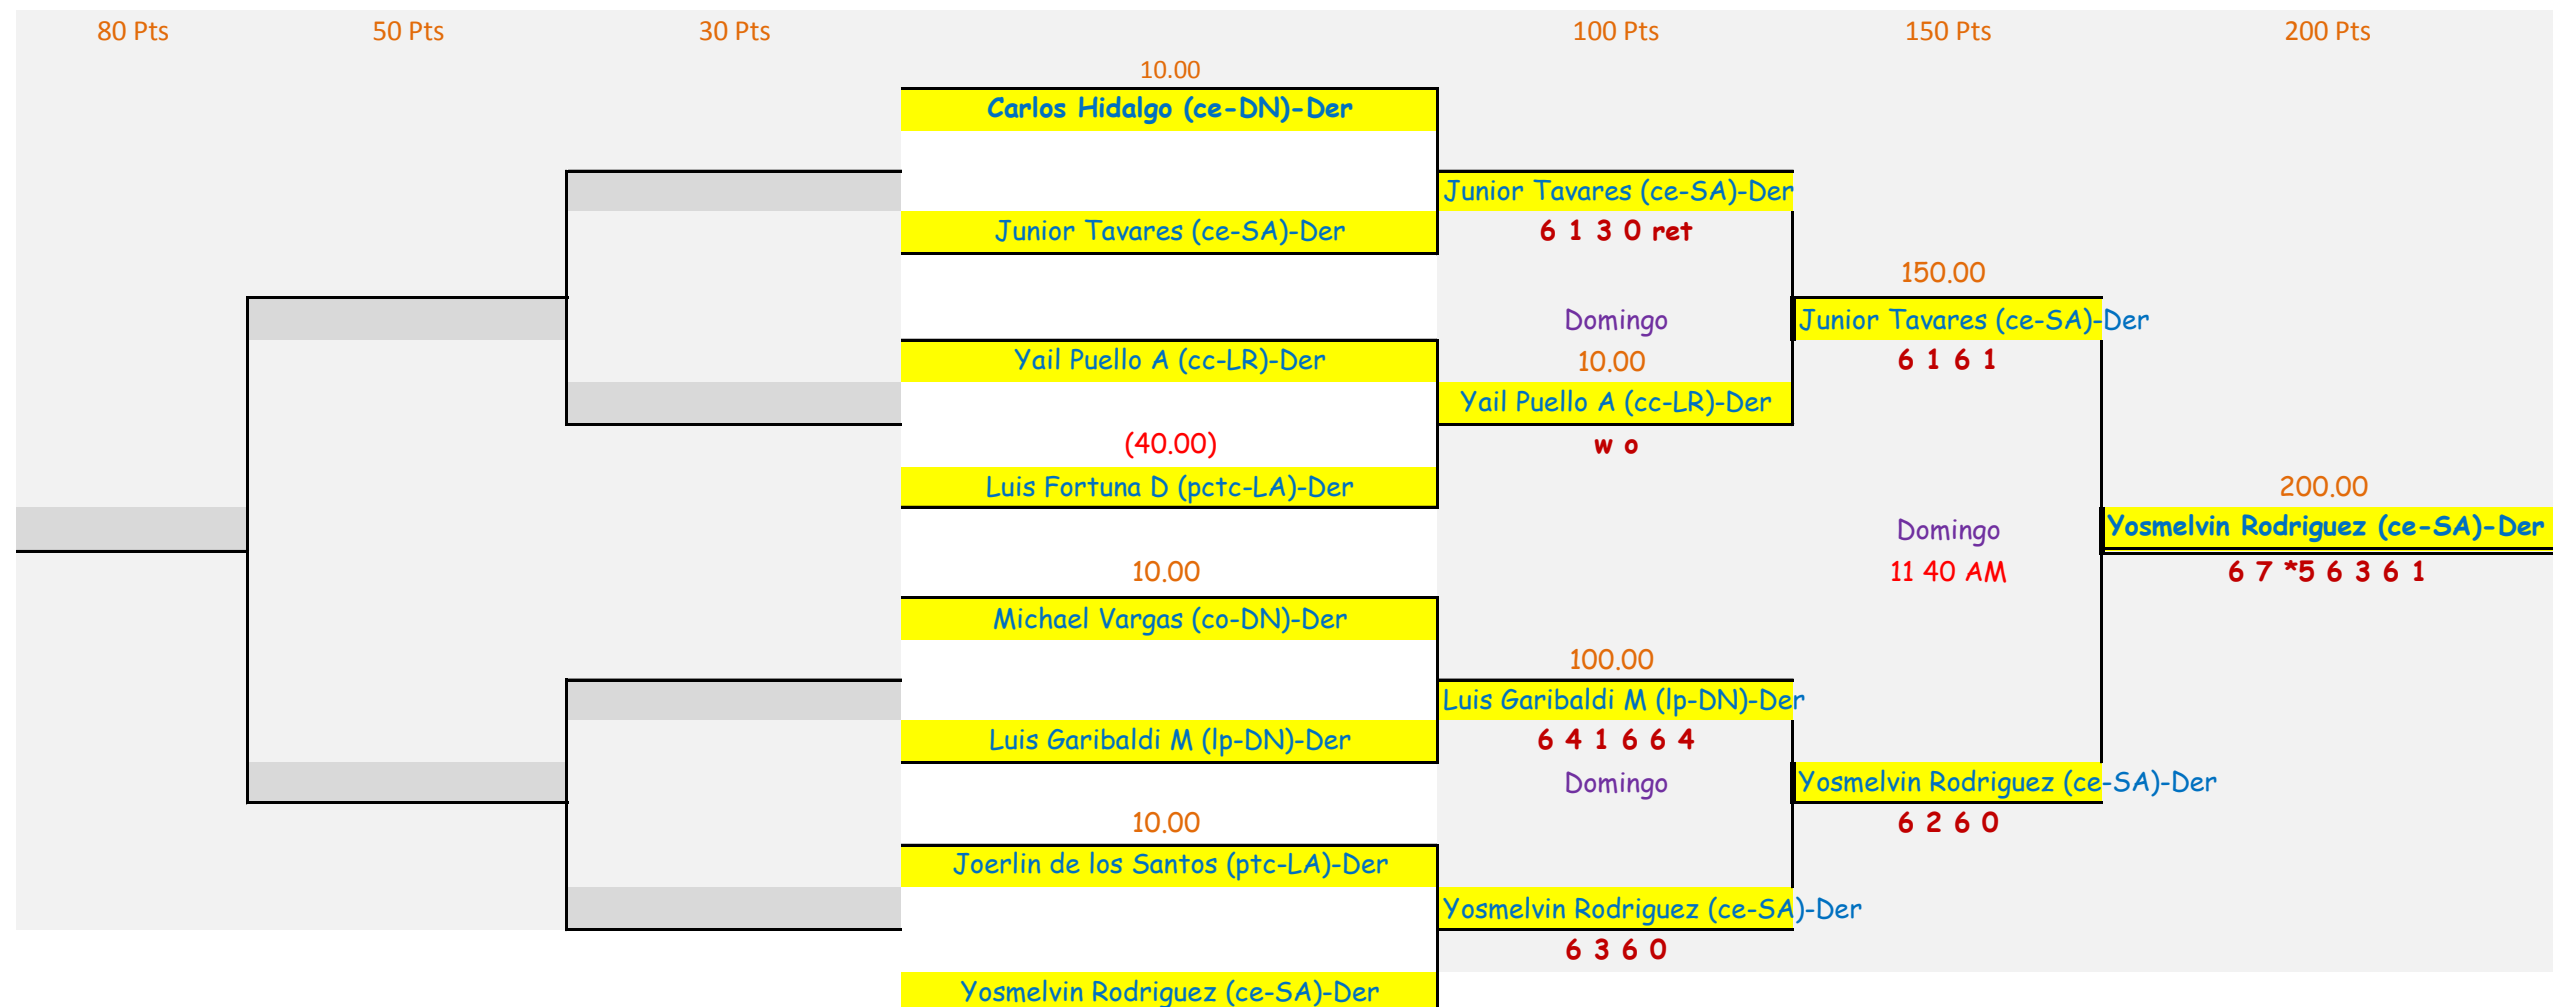 80 Pts 50 Pts 30 Pts 100 Pts 150 Pts 200 Pts
10.00
Carlos Hidalgo (ce-DN)-Der
Junior Tavares (ce-SA)-Der
Junior Tavares (ce-SA)-Der
6 1 3 0 ret
150.00
Domingo
Junior Tavares (ce-SA)-Der
Yail Puello A (cc-LR)-Der
10.00
6 1 6 1
Yail Puello A (cc-LR)-Der
(40.00)
w o
Luis Fortuna D (pctc-LA)-Der
200.00
Domingo
Yosmelvin Rodriguez (ce-SA)-Der
10.00
11 40 AM
6 7 *5 6 3 6 1
Michael Vargas (co-DN)-Der
100.00
Luis Garibaldi M (lp-DN)-Der
Luis Garibaldi M (lp-DN)-Der
6 4 1 6 6 4
Domingo
Yosmelvin Rodriguez (ce-SA)-Der
10.00
6 2 6 0
Joerlin de los Santos (ptc-LA)-Der
Yosmelvin Rodriguez (ce-SA)-Der
6 3 6 0
Yosmelvin Rodriguez (ce-SA)-Der